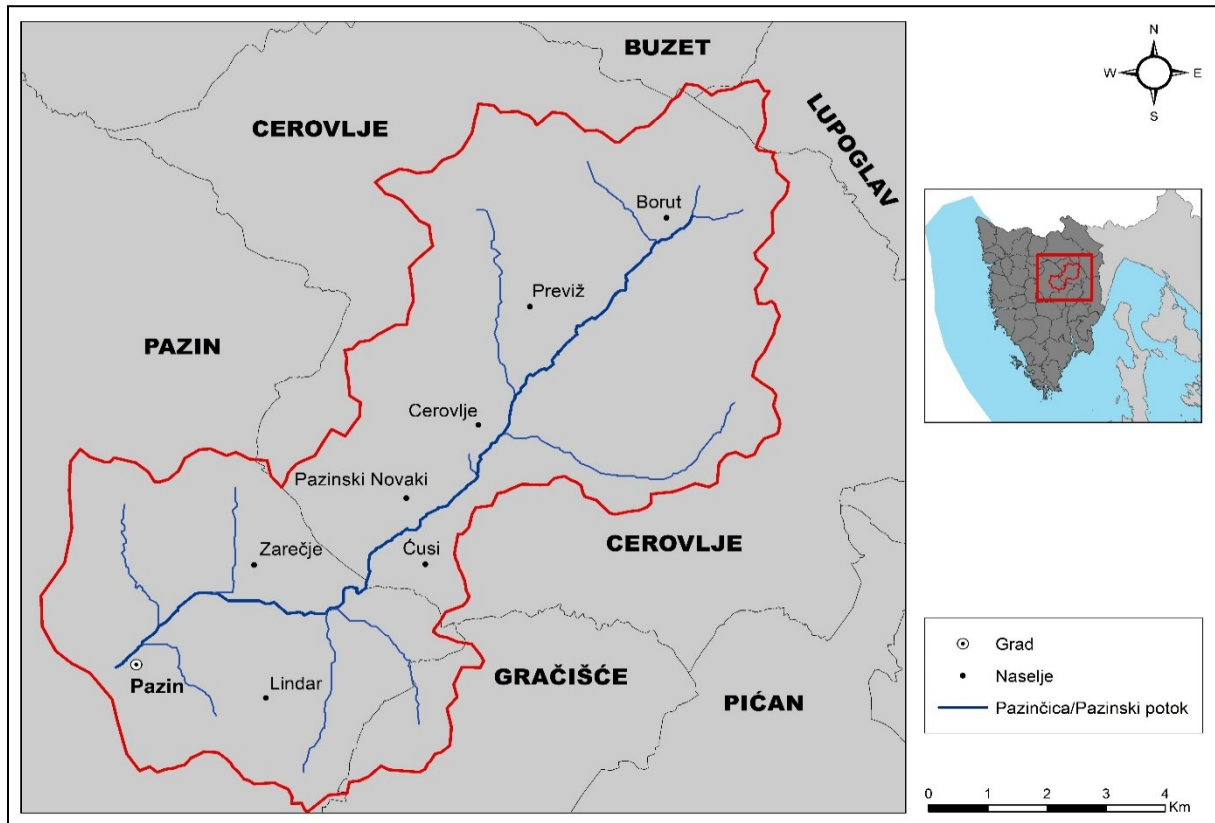 BUZET
CEROVLJE
LUPOGLAV
Borut
Previž
PAZIN
Cerovlje
Pazinski Novaki
Zarečje
Ćusi
CEROVLJE
GRAČIŠĆE
PIĆAN
Pazin
Lindar
N
W
E
S
Grad
Naselje
Pazinčica/Pazinski potok
0 1 2 3 4
Km